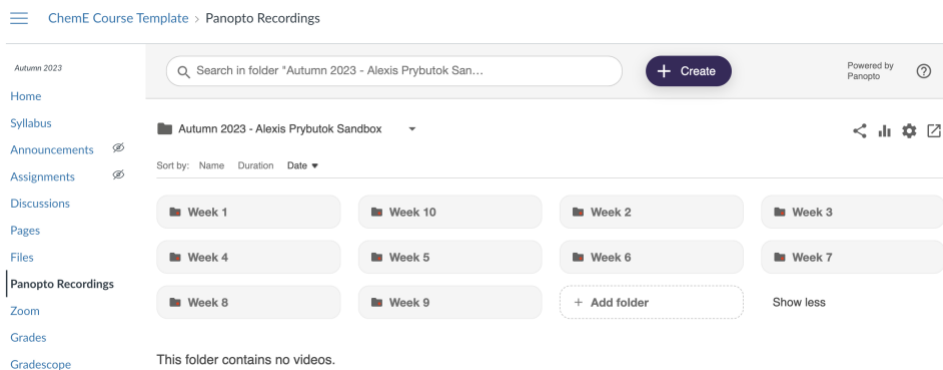 ChemE Course Template > Panopto Recordings
Autumn 2023
Home
Syllabus
Announcements
Assignments
Discussions
Pages
Files
Panopto Recordings
Zoom
Grades
Gradescope
Search in folder "Autumn 2023 - Alexis Prybutok San...
+ Create
Powered by
Panopto
?
Autumn 2023 - Alexis Prybutok Sandbox
Sort by: Name Duration Date
Week 1 Week 10 Week 2 Week 3
Week 4 Week 5 Week 6 Week 7
Week 8 Week 9 + Add folder Show less
This folder contains no videos.